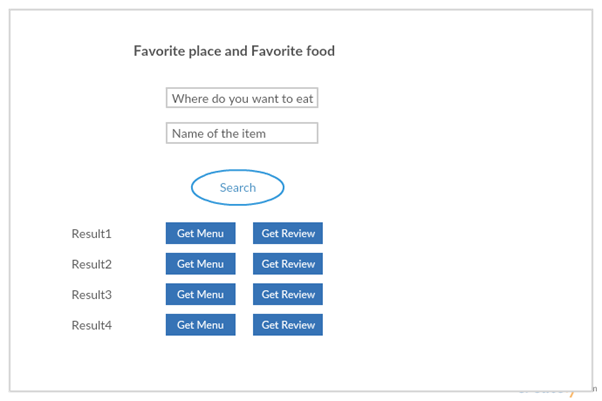 Favorite place and Favorite food
Where do you want to eat
Name of the item
Search
Result1 Get Menu Get Review
Result2 Get Menu Get Review
Result3 Get Menu Get Review
Result4 Get Menu Get Review